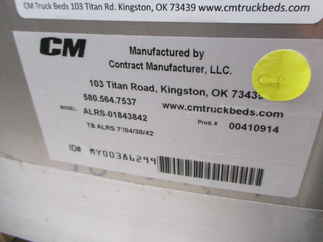 CM Truck Beds 103 Titan Rd. Kingston, OK 73439 www.cmtruckbeds.com
CM
Manufactured by
Contract Manufacturer, LLC.
103 Titan Road, Kingston, OK 73439
580.564.7537 www.cmtruckbeds.com
MODEL: ALRS-01843842 Prod.# 00410914
TB ALRS 7'/84/38/42
ID#